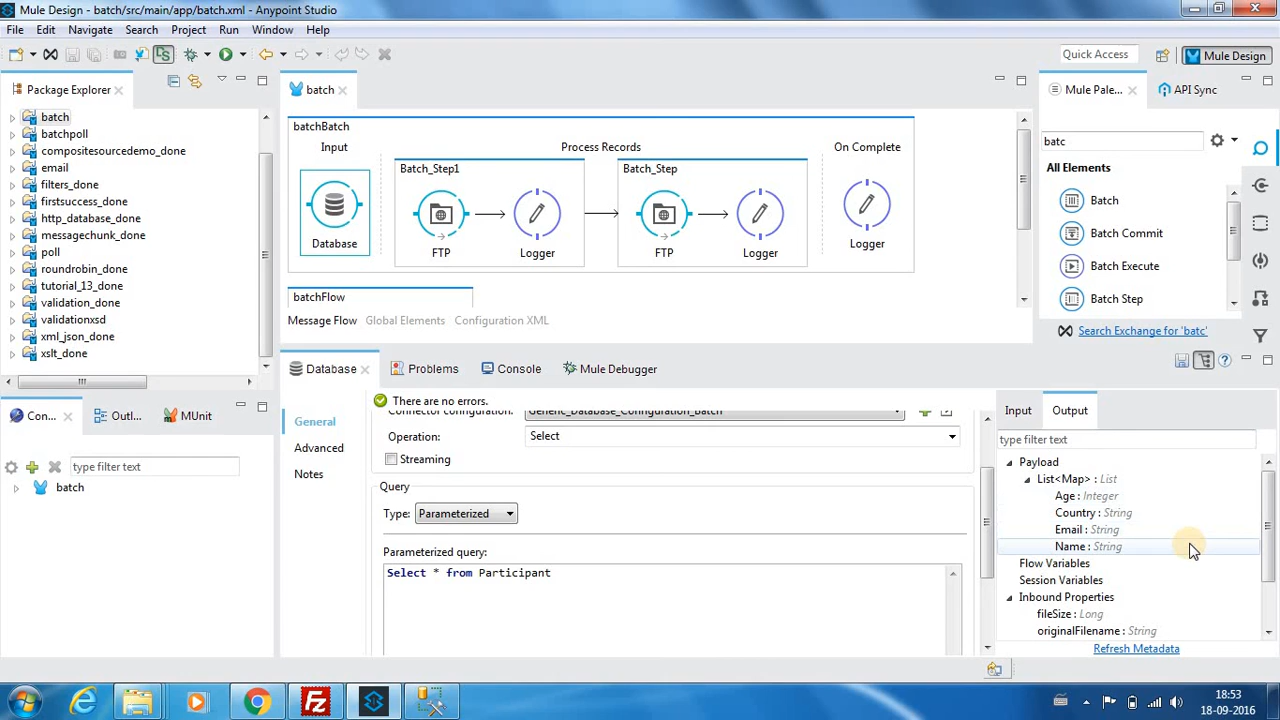 Mule Design - batch/src/main/app/batch.xml - Anypoint Studio
File Edit Navigate Search Project Run Window Help
Quick Access
Mule Design
Package Explorer
batch
batchpoll
compositesourcedemo_done
email
filters_done
firstsuccess_done
http_database_done
messagechunk_done
poll
roundrobin_done
tutorial_13_done
validation_done
validationxsd
xml_json_done
xslt_done
batch
batchBatch
Input
Process Records
On Complete
Batch_Step1
Batch_Step
Database
FTP
Logger
FTP
Logger
Logger
batchFlow
Message Flow Global Elements Configuration XML
Mule Pale...
API Sync
batc
All Elements
Batch
Batch Commit
Batch Execute
Batch Step
Search Exchange for 'batc'
Con...
Outl...
MUnit
type filter text
batch
Database
Problems
Console
Mule Debugger
There are no errors.
General
Advanced
Notes
Connector configuration: Generic_Database_Configuration_Batch
Operation: Select
Streaming
Query
Type: Parameterized
Parameterized query:
Select * from Participant
Input
Output
type filter text
Payload
List<Map> : List
Age : Integer
Country : String
Email : String
Name : String
Flow Variables
Session Variables
Inbound Properties
fileSize : Long
originalFilename : String
Refresh Metadata
18:53
18-09-2016